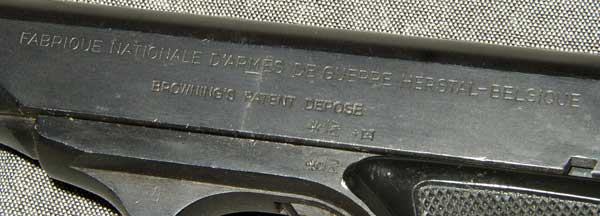 FABRIQUE NATIONALE D'ARMES DE GUERRE HERSTAL-BELGIQUE
BROWNING'S PATENT DEPOSE